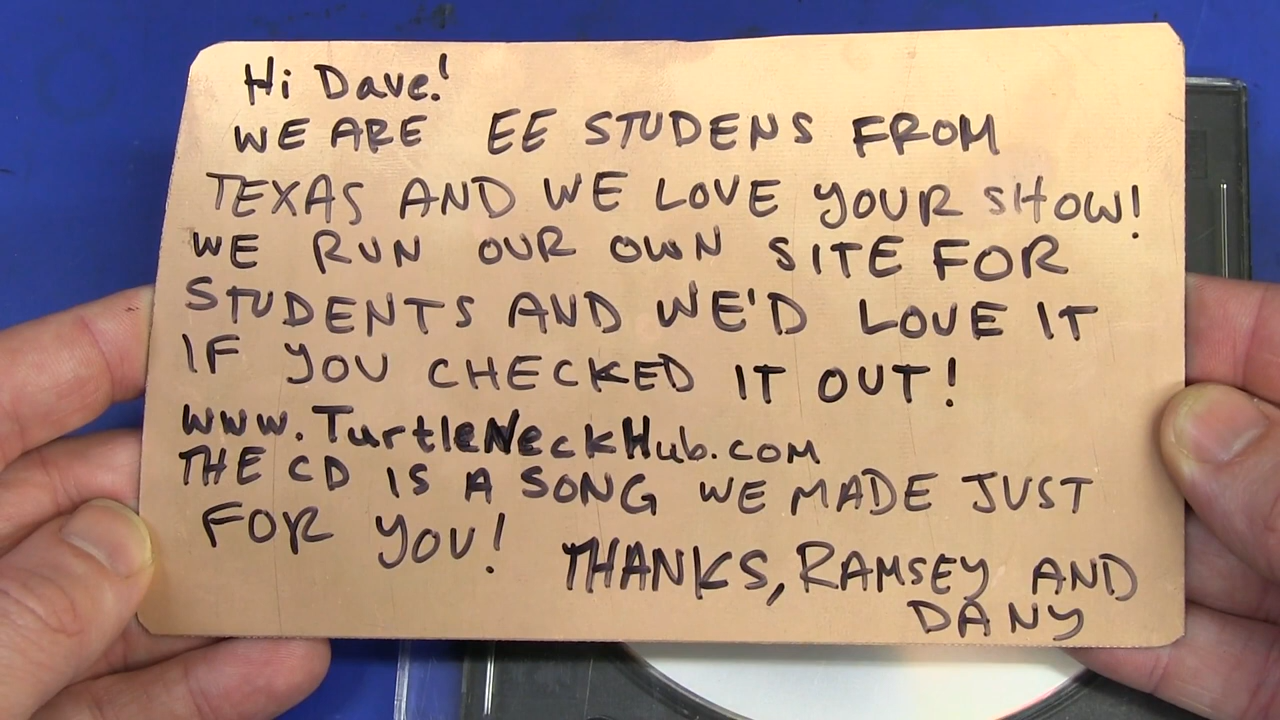 Hi Dave!
WE ARE EE STUDENS FROM
TEXAS AND WE LOVE YOUR SHOW!
WE RUN OUR OWN SITE FOR
STUDENTS AND WE'D LOVE IT
IF YOU CHECKED IT OUT!
www.TurtleNeckHub.com
THE CD IS A SONG WE MADE JUST
FOR YOU!
THANKS, RAMSEY AND
DANY